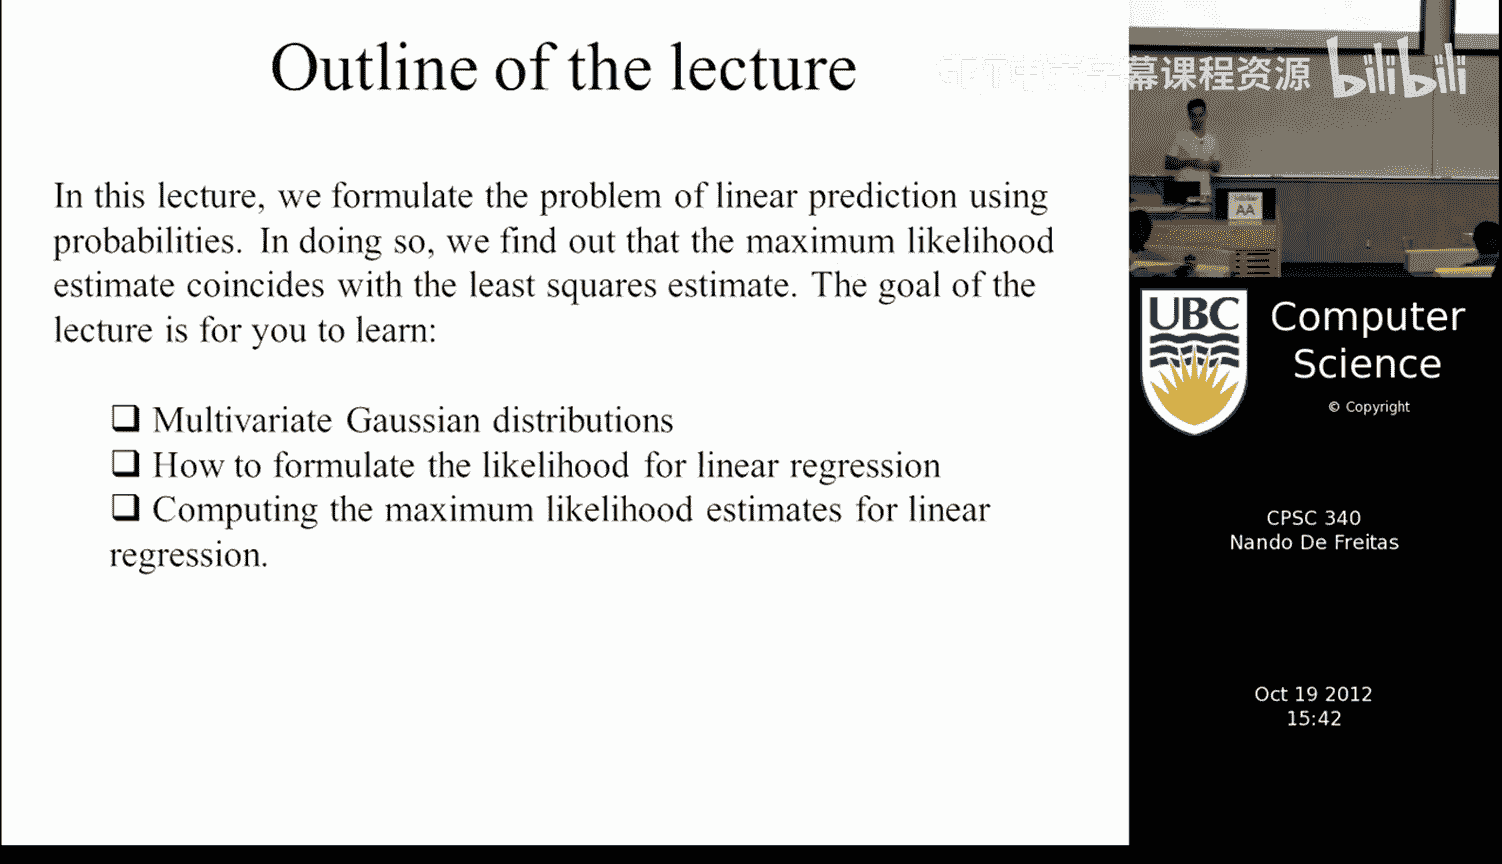 Outline of the lecture
In this lecture, we formulate the problem of linear prediction using
probabilities. In doing so, we find out that the maximum likelihood
estimate coincides with the least squares estimate. The goal of the
lecture is for you to learn:
❑ Multivariate Gaussian distributions
❑ How to formulate the likelihood for linear regression
❑ Computing the maximum likelihood estimates for linear
regression.
字幕课程资源 bilibili
AA
UBC
Computer
Science
© Copyright
CPSC 340
Nando De Freitas
Oct 19 2012
15:42